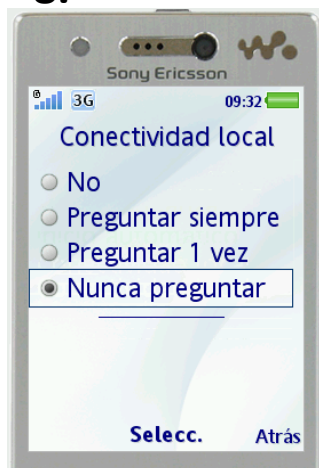 Sony Ericsson
3G
09:32
Conectividad local
No
Preguntar siempre
Preguntar 1 vez
Nunca preguntar
Selecc.
Atrás